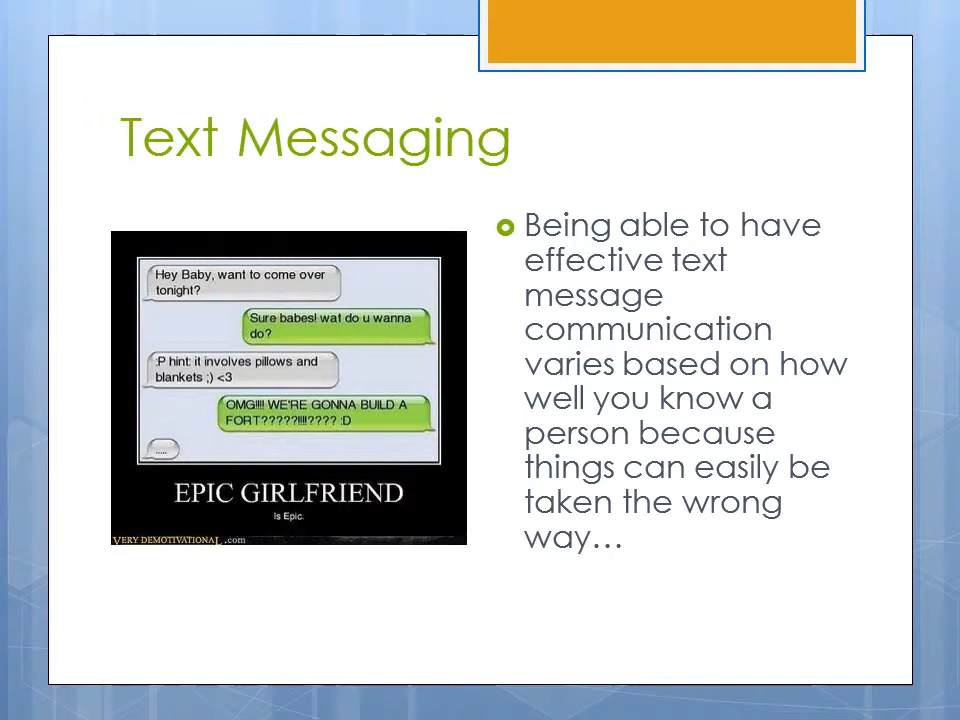 Text Messaging
Hey Baby, want to come over
tonight?
Sure babes! wat do u wanna
do?
:P hint: it involves pillows and
blankets ;) <3
OMG!!!! WE'RE GONNA BUILD A
FORT?????!!!!???? :D
.....
EPIC GIRLFRIEND
Is Epic.
VERY DEMOTIVATIONAL .com
Being able to have
effective text
message
communication
varies based on how
well you know a
person because
things can easily be
taken the wrong
way…